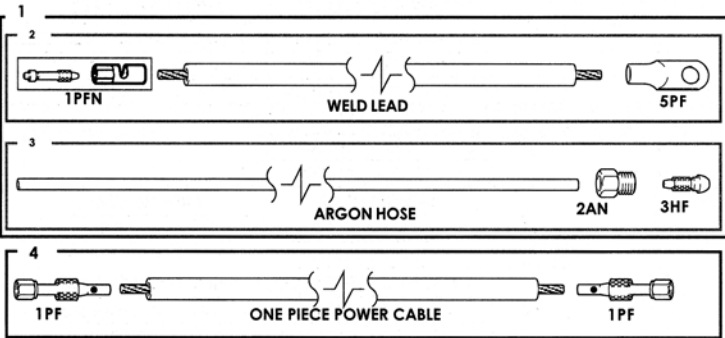 1
2
1PFN
WELD LEAD
5PF
3
ARGON HOSE
2AN
3HF
4
1PF
ONE PIECE POWER CABLE
1PF